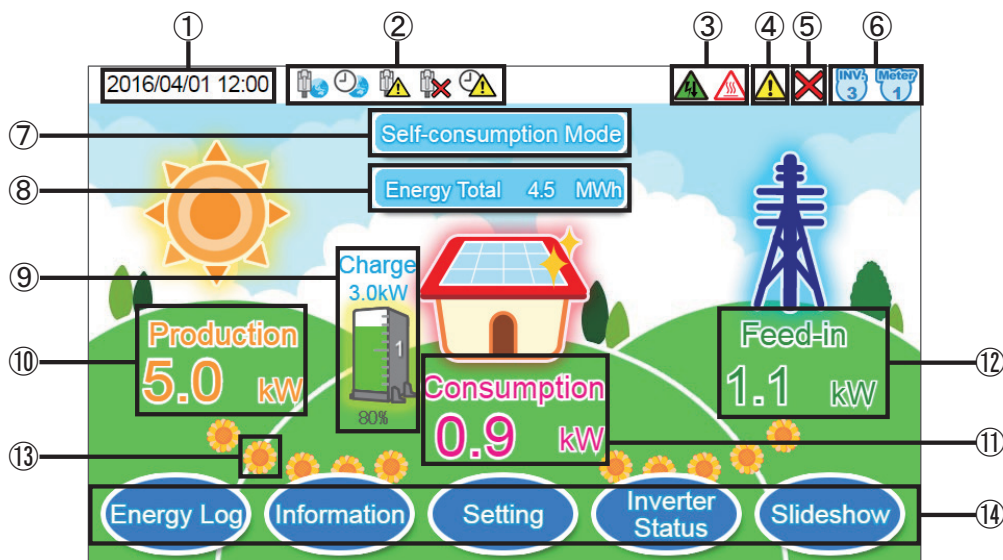 ① ② ③ ④ ⑤ ⑥
2016/04/01 12:00
INV. Meter
3 1
⑦ Self-consumption Mode
⑧ Energy Total 4.5 MWh
⑨ Charge
3.0kW
1
80%
⑩ Production
5.0 kW
Feed-in ⑫
1.1 kW
Consumption
0.9 kW ⑪
⑬
Energy Log Information Setting Inverter Status Slideshow ⑭